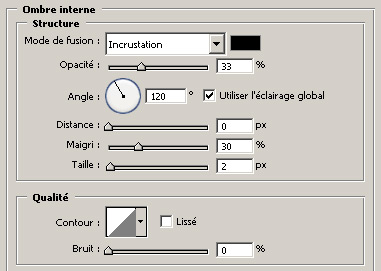 Ombre interne
Structure
Mode de fusion : Incrustation
Opacité : 33 %
Angle : 120 ° Utiliser l'éclairage global
Distance : 0 px
Maigri : 30 %
Taille : 2 px
Qualité
Contour : Lissé
Bruit : 0 %